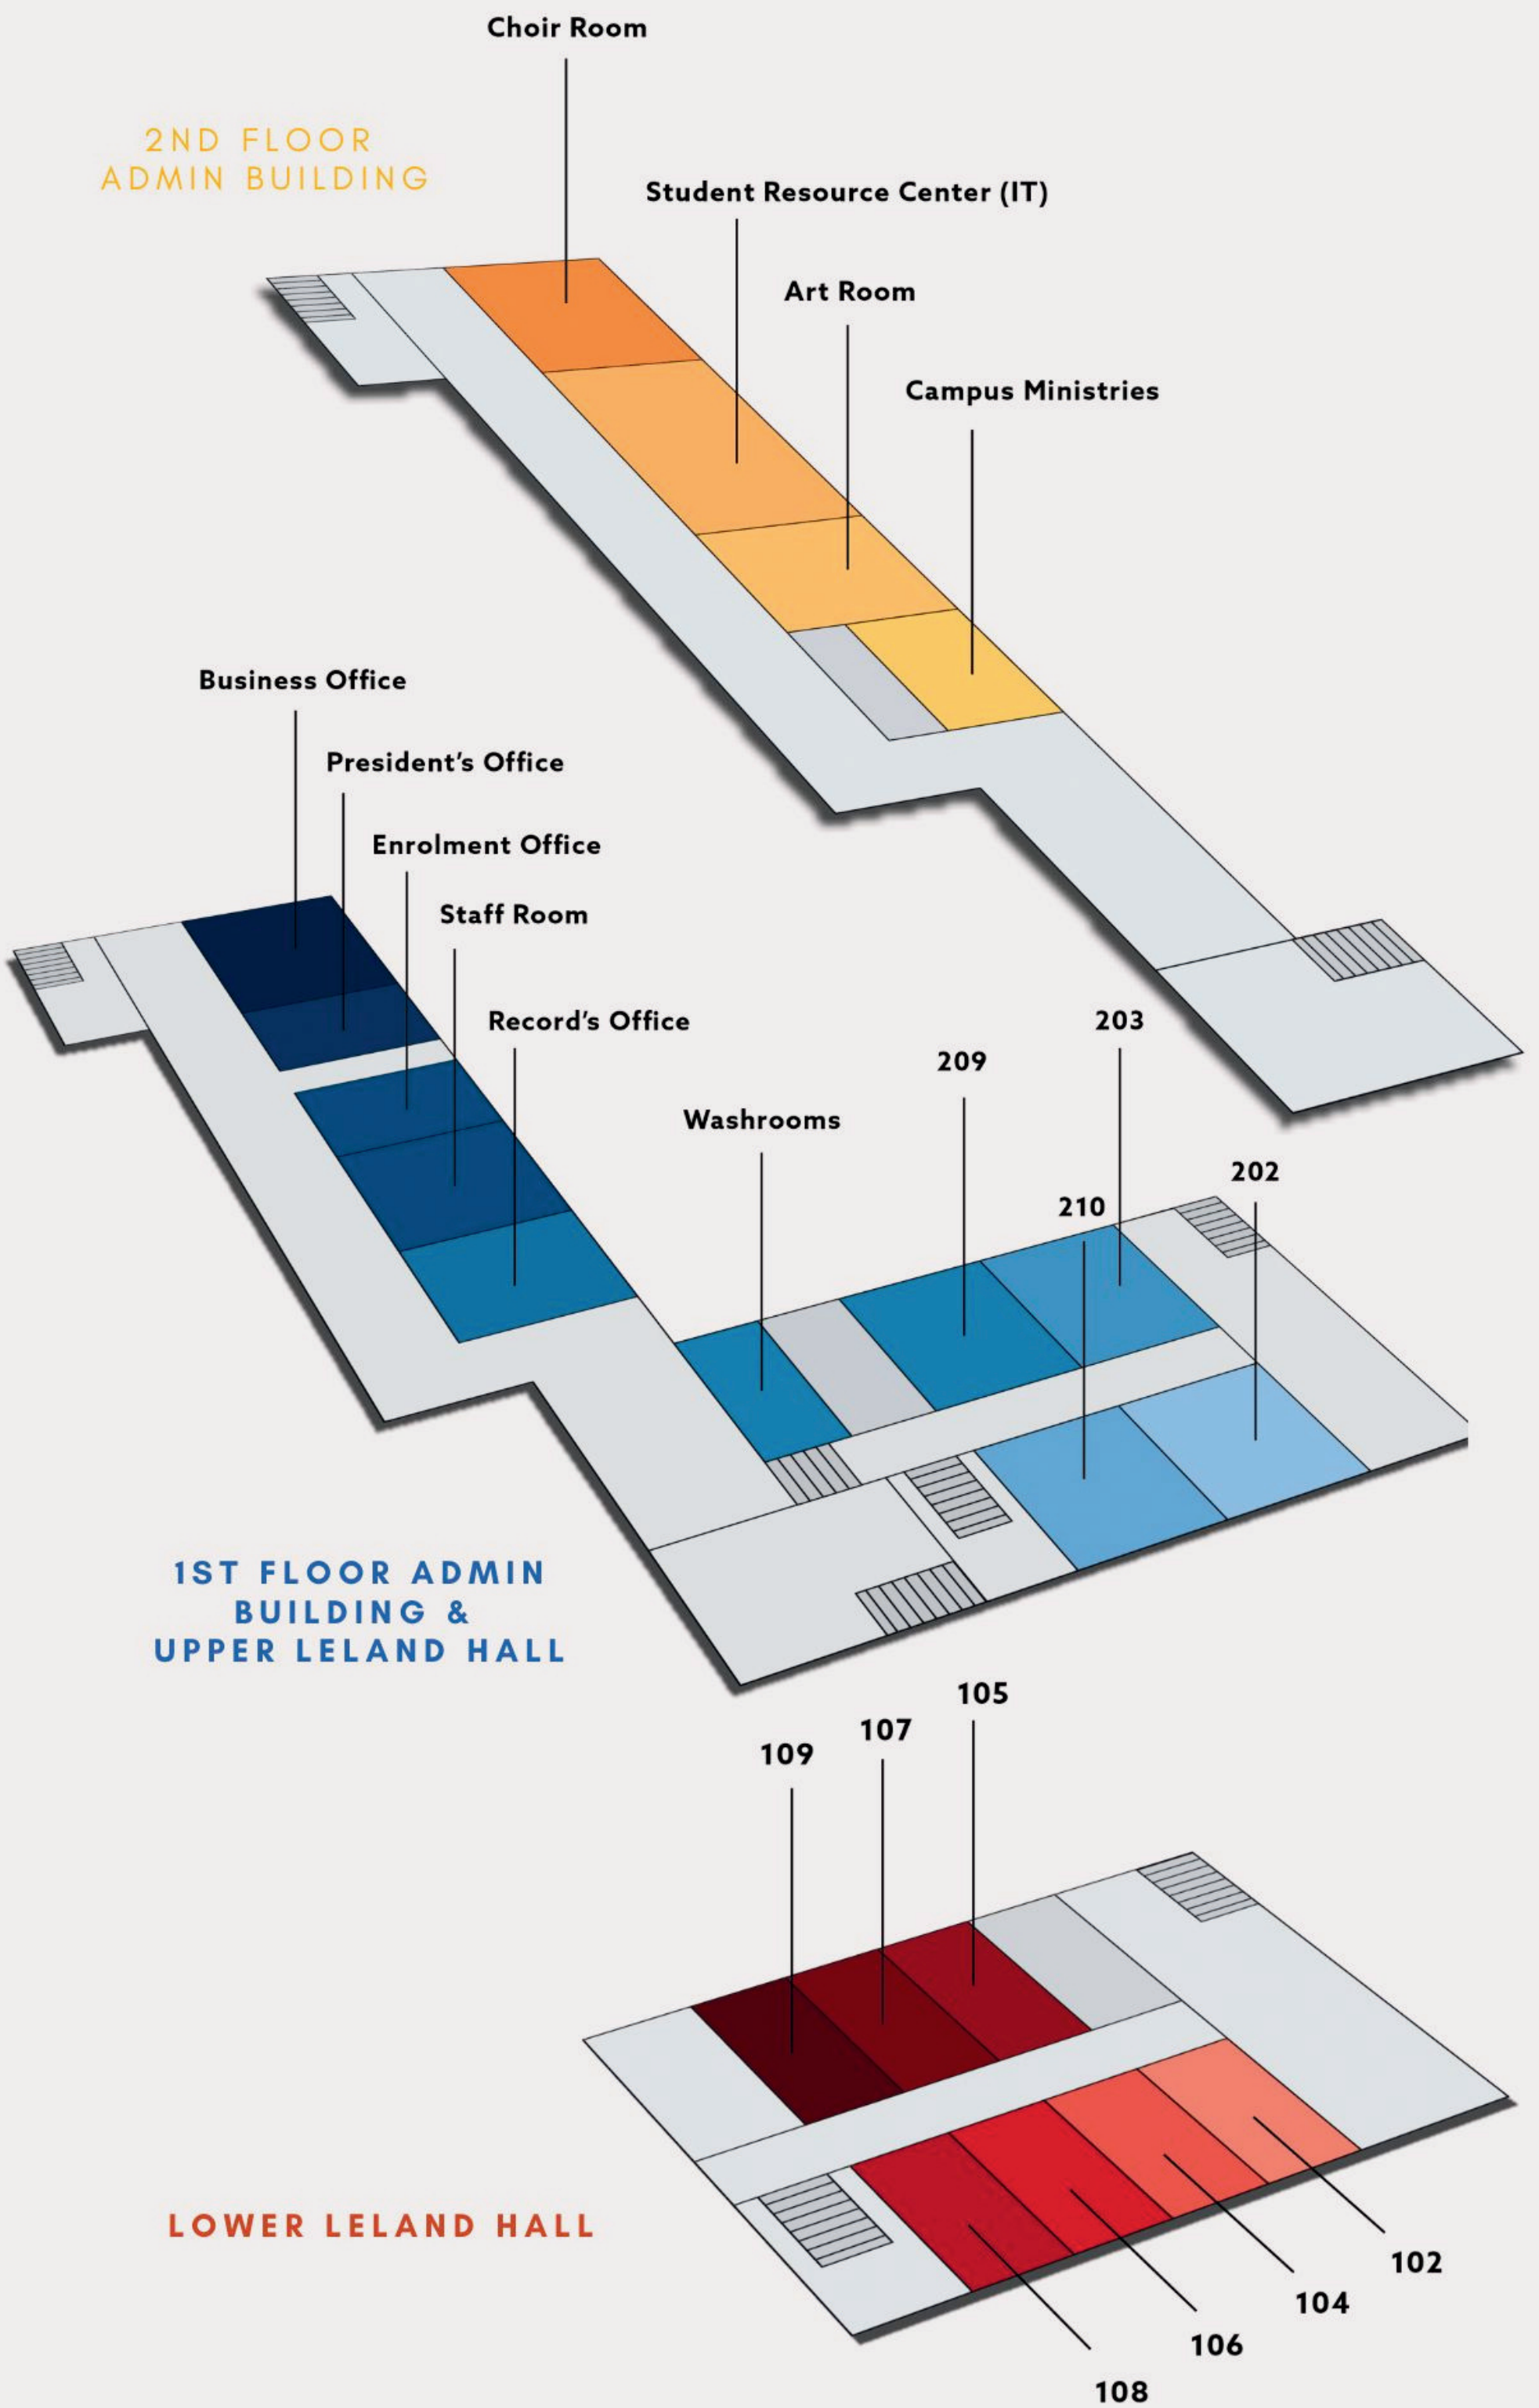 Choir Room
2ND FLOOR
ADMIN BUILDING
Student Resource Center (IT)
Art Room
Campus Ministries
Business Office
President's Office
Enrolment Office
Staff Room
Record's Office
203
209
Washrooms
202
210
1ST FLOOR ADMIN
BUILDING &
UPPER LELAND HALL
105
107
109
LOWER LELAND HALL
102
104
106
108